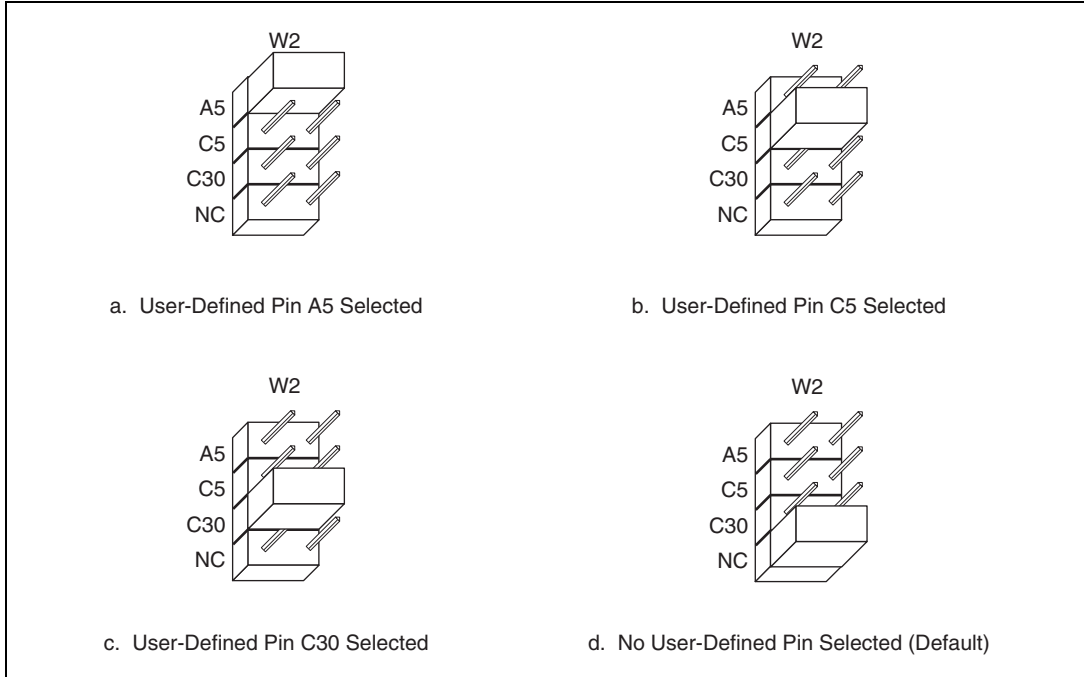 W2
A5
C5
C30
NC
a. User-Defined Pin A5 Selected
W2
A5
C5
C30
NC
b. User-Defined Pin C5 Selected
W2
A5
C5
C30
NC
c. User-Defined Pin C30 Selected
W2
A5
C5
C30
NC
d. No User-Defined Pin Selected (Default)